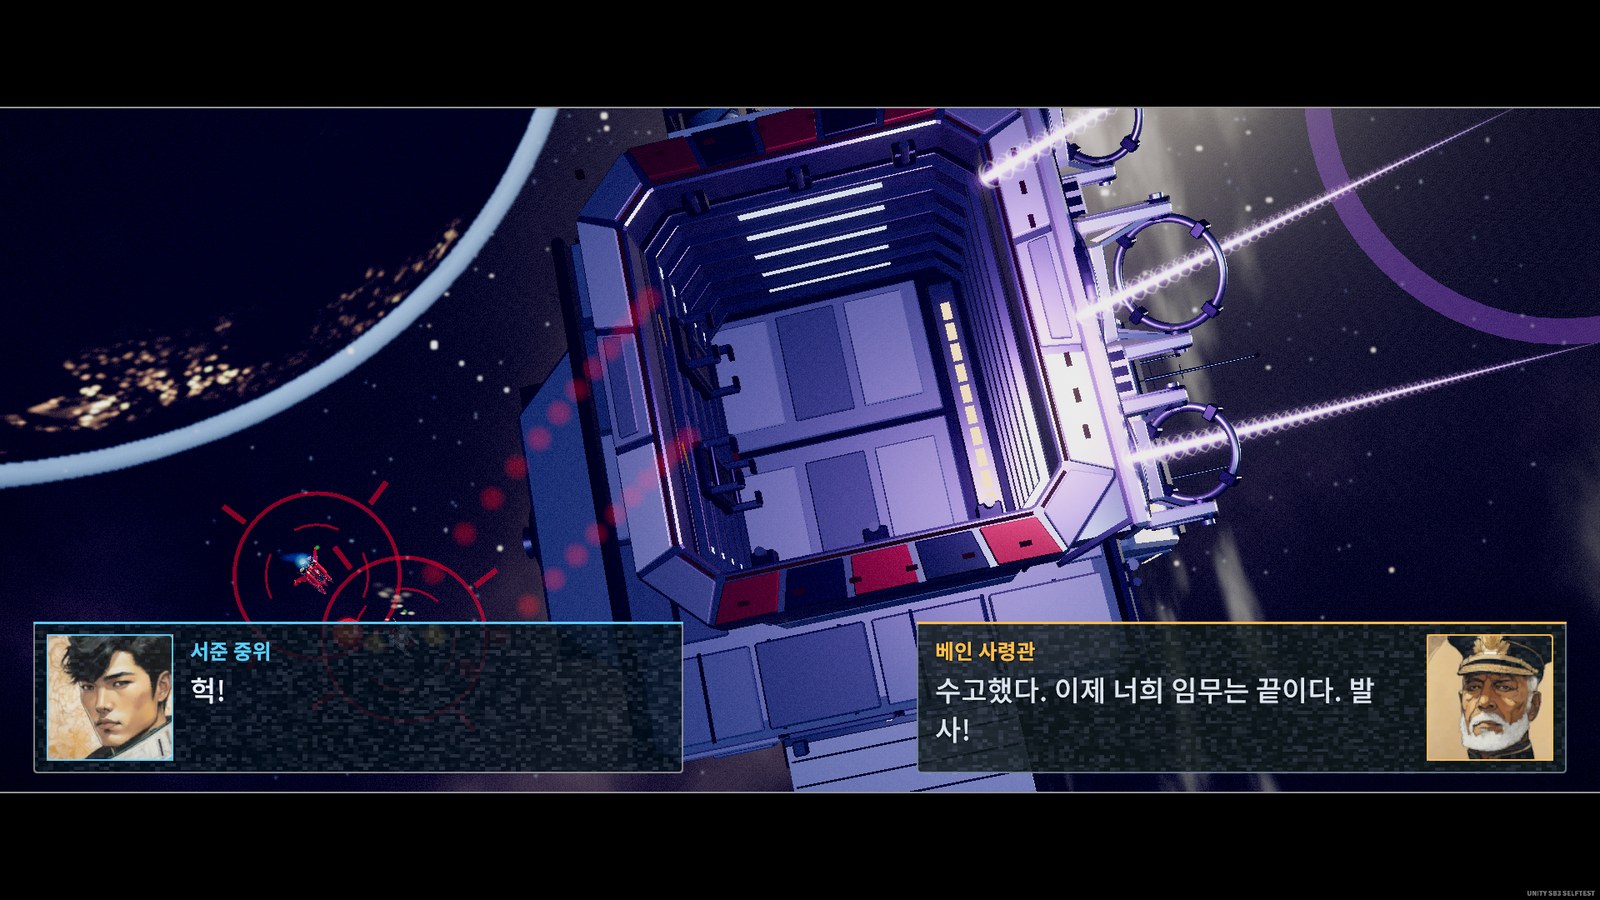 서준 중위
헉!
베인 사령관
수고했다. 이제 너희 임무는 끝이다. 발
사!
UNITY S03 SELFTEST